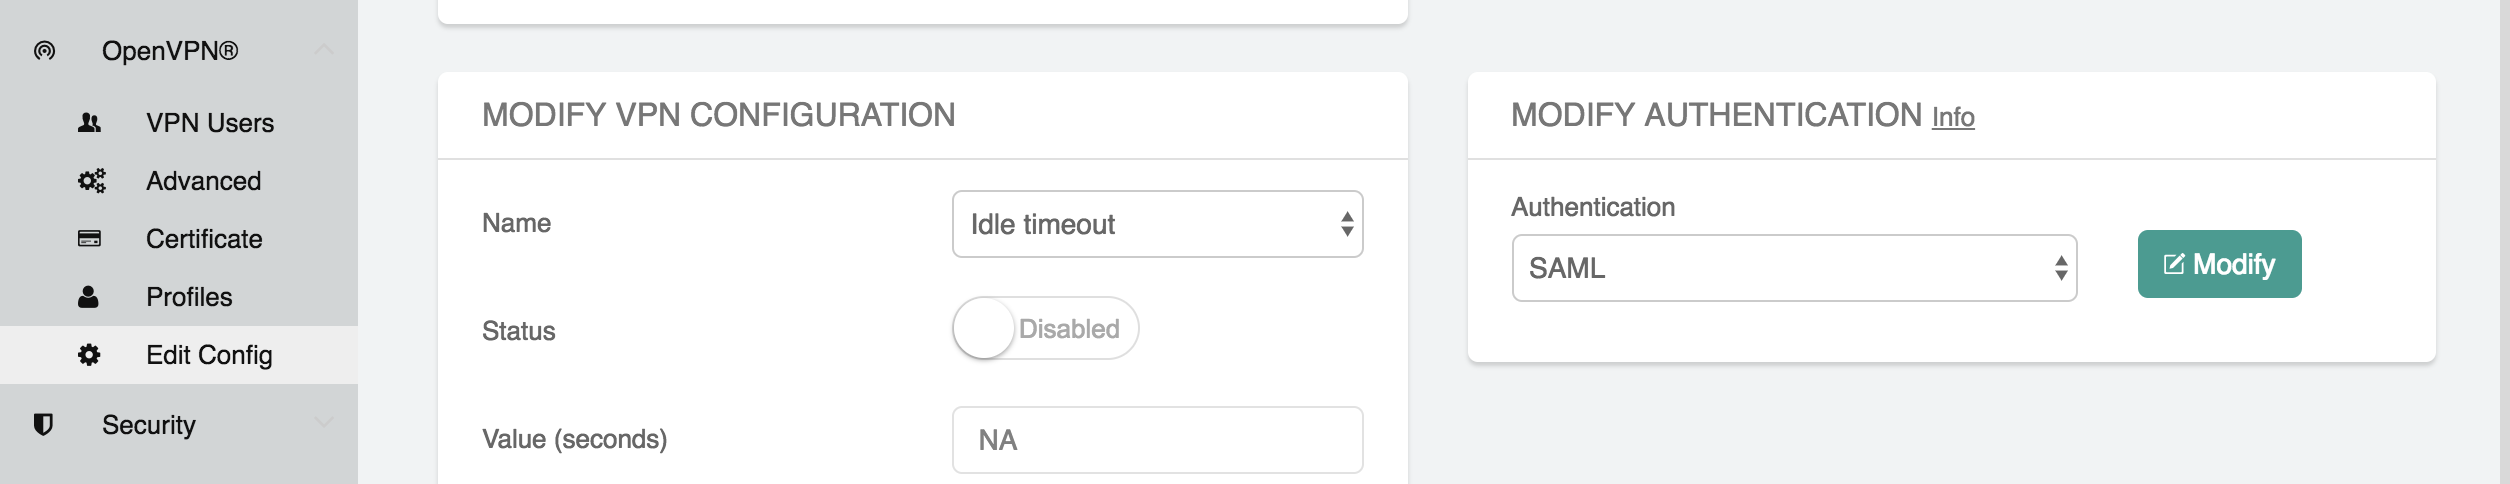 OpenVPN®
VPN Users
Advanced
Certificate
Profiles
Edit Config
Security
MODIFY VPN CONFIGURATION
Name
Idle timeout
Status
Disabled
Value (seconds)
NA
MODIFY AUTHENTICATION Info
Authentication
SAML
Modify